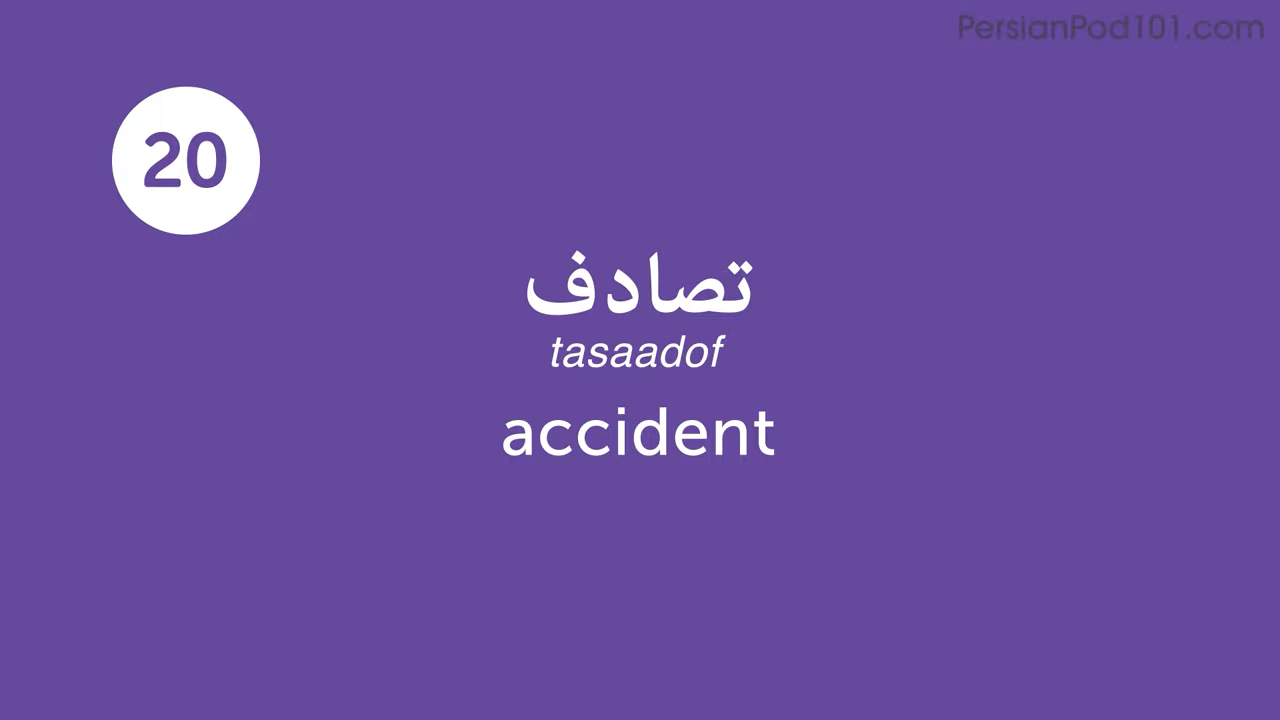 PersianPod101.com
20
تصادف
tasaadof
accident